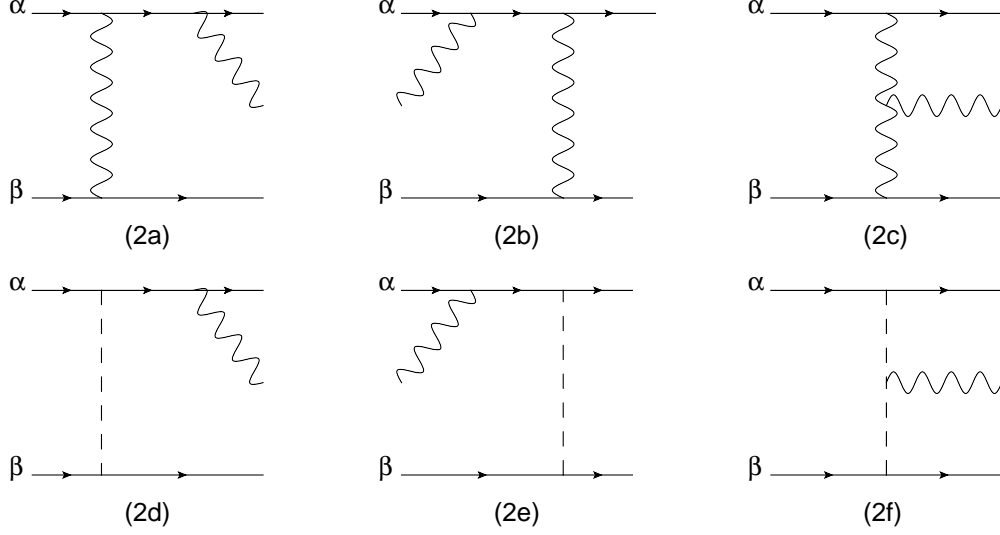 α α α
β β β
(2a) (2b) (2c)
α α α
β β β
(2d) (2e) (2f)